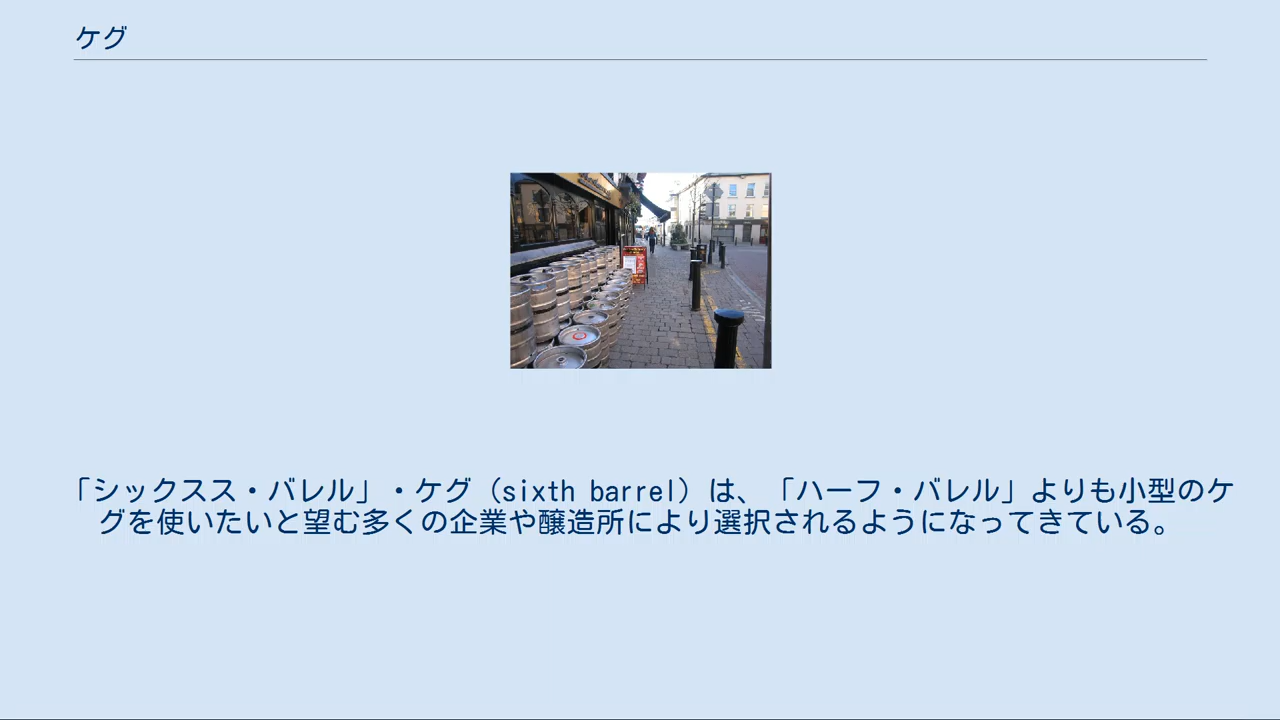 ケグ
「シックスス・バレル」・ケグ（sixth barrel）は、「ハーフ・バレル」よりも小型のケ
グを使いたいと望む多くの企業や醸造所により選択されるようになってきている。